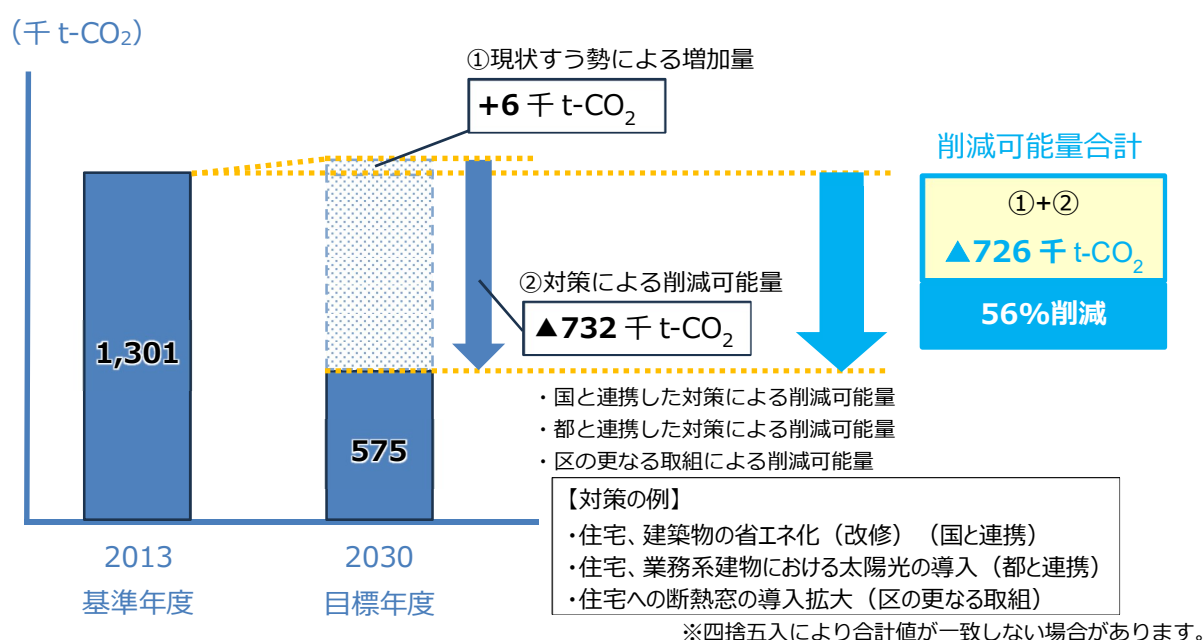 （千 t-CO₂）
①現状すう勢による増加量
+6 千 t-CO₂
削減可能量合計
①+②
▲726 千 t-CO₂
56%削減
②対策による削減可能量
▲732 千 t-CO₂
1,301
575
・国と連携した対策による削減可能量
・都と連携した対策による削減可能量
・区の更なる取組による削減可能量
【対策の例】
・住宅、建築物の省エネ化（改修）（国と連携）
・住宅、業務系建物における太陽光の導入（都と連携）
・住宅への断熱窓の導入拡大（区の更なる取組）
2013
基準年度
2030
目標年度
※四捨五入により合計値が一致しない場合があります。